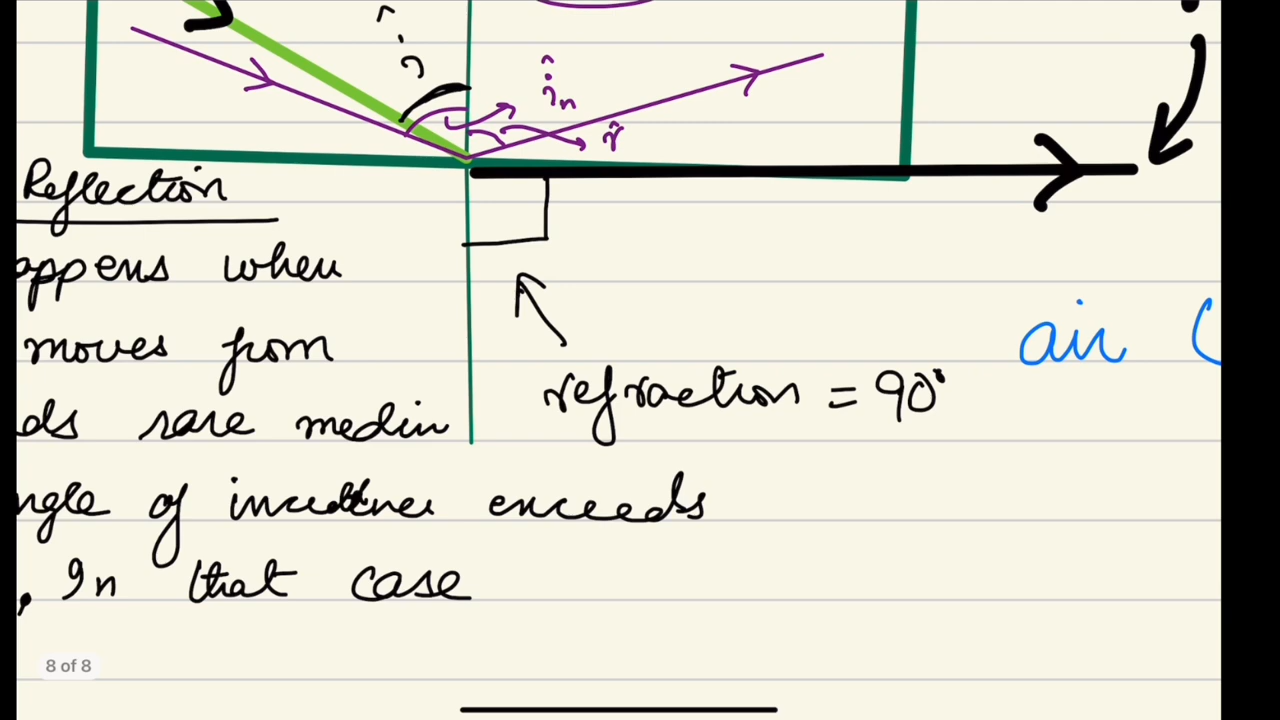 î
î n
r̂
Reflection
appens when
moves from
refraction = 90°
air (
ds rare medium
ngle of incidence exceeds
. In that case
8 of 8